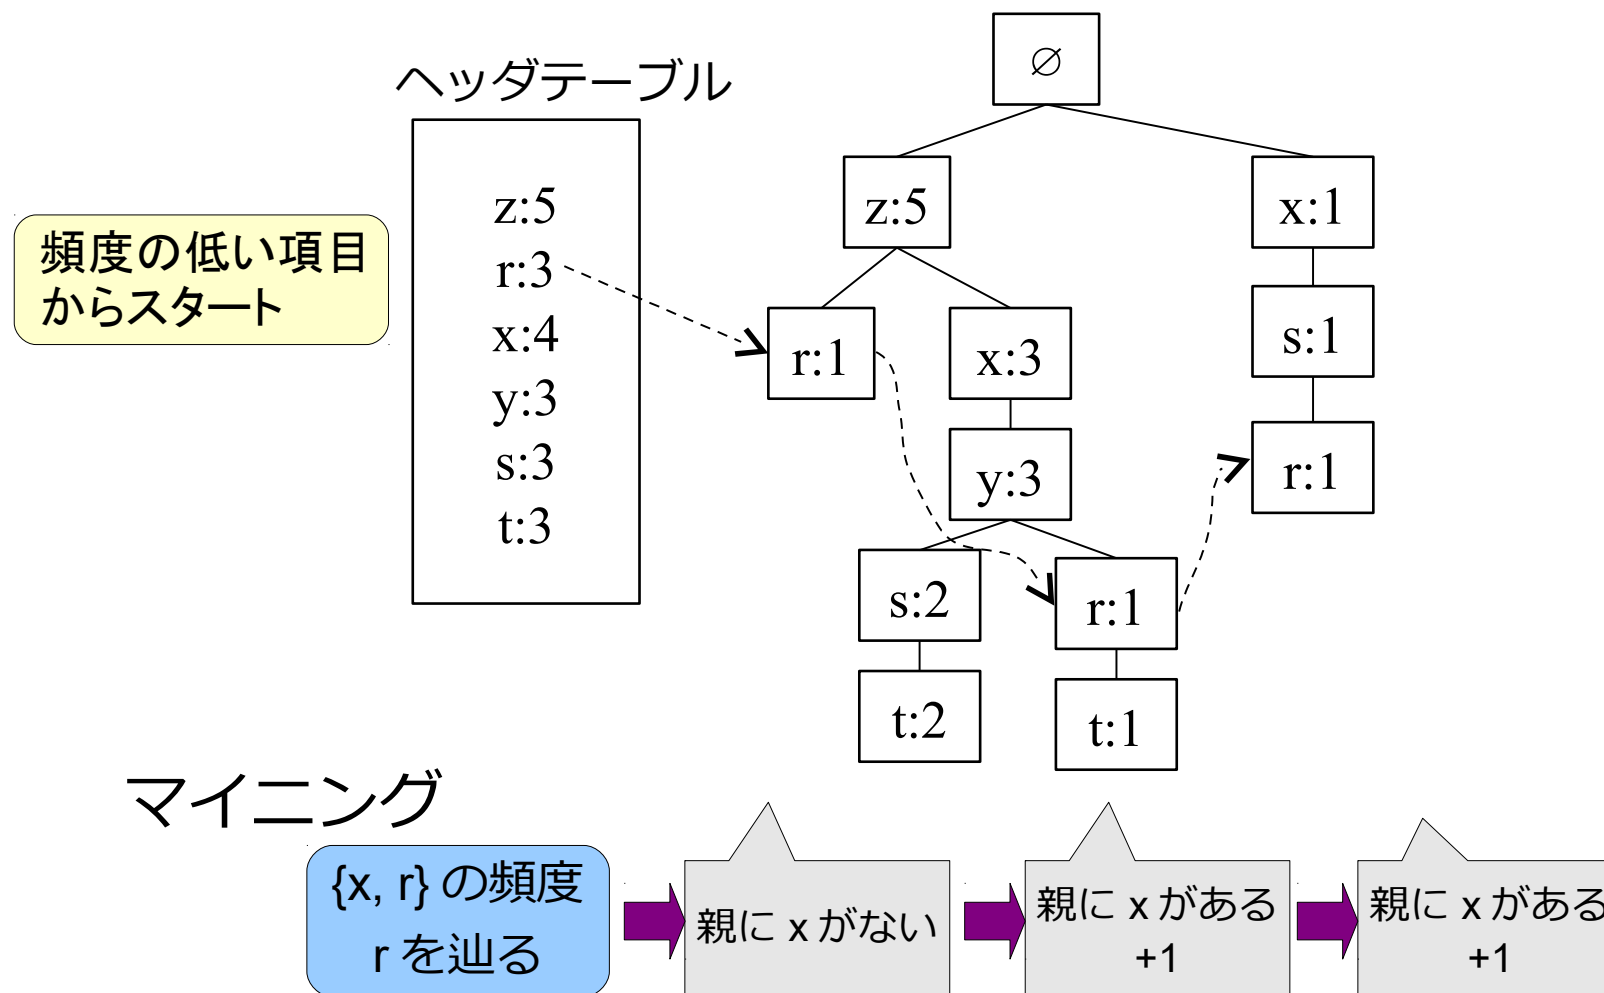 ∅
ヘッダテーブル
z:5
r:3
x:4
y:3
s:3
t:3
頻度の低い項目
からスタート
z:5
x:1
r:1
x:3
s:1
y:3
r:1
s:2
r:1
t:2
t:1
マイニング
{x, r} の頻度
r を辿る
親に x がない
親に x がある
+1
親に x がある
+1